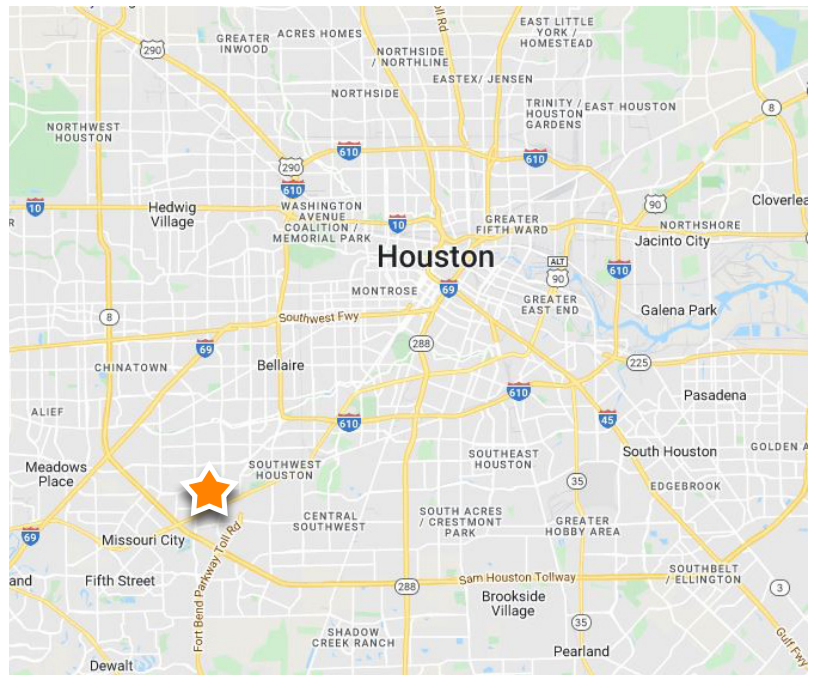 EAST LITTLE
YORK /
HOMESTEAD
GREATER
INWOOD
ACRES HOMES
290
NORTHSIDE
/ NORTHLINE
EASTEX/ JENSEN
NORTHSIDE
TRINITY /
HOUSTON
GARDENS
EAST HOUSTON
8
NORTHWEST
HOUSTON
610
610
290
610
10
Hedwig
Village
WASHINGTON
AVENUE
COALITION /
MEMORIAL PARK
10
90
Cloverlea
GREATER
FIFTH WARD
NORTHSHORE
Jacinto City
Houston
ALT
90
610
MONTROSE
69
GREATER
EAST END
Galena Park
8
Southwest Fwy
69
288
CHINATOWN
Bellaire
225
610
Pasadena
ALIEF
610
45
Meadows
Place
SOUTHWEST
HOUSTON
SOUTHEAST
HOUSTON
South Houston
GOLDEN A
35
EDGEBROOK
CENTRAL
SOUTHWEST
SOUTH ACRES
/ CRESTMONT
PARK
GREATER
HOBBY AREA
69
Missouri City
Fort Bend Parkway Toll Rd
and
Fifth Street
288
Sam Houston Tollway
SOUTHBELT
/ ELLINGTON
3
Brookside
Village
35
SHADOW
CREEK RANCH
Gulf Fwy
Pearland
Dewalt